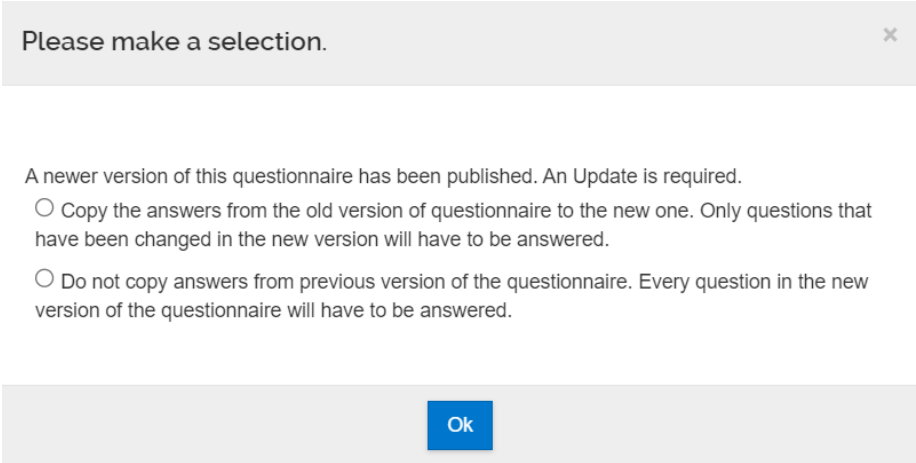 Please make a selection.
×
A newer version of this questionnaire has been published. An Update is required.
Copy the answers from the old version of questionnaire to the new one. Only questions that
have been changed in the new version will have to be answered.
Do not copy answers from previous version of the questionnaire. Every question in the new
version of the questionnaire will have to be answered.
Ok